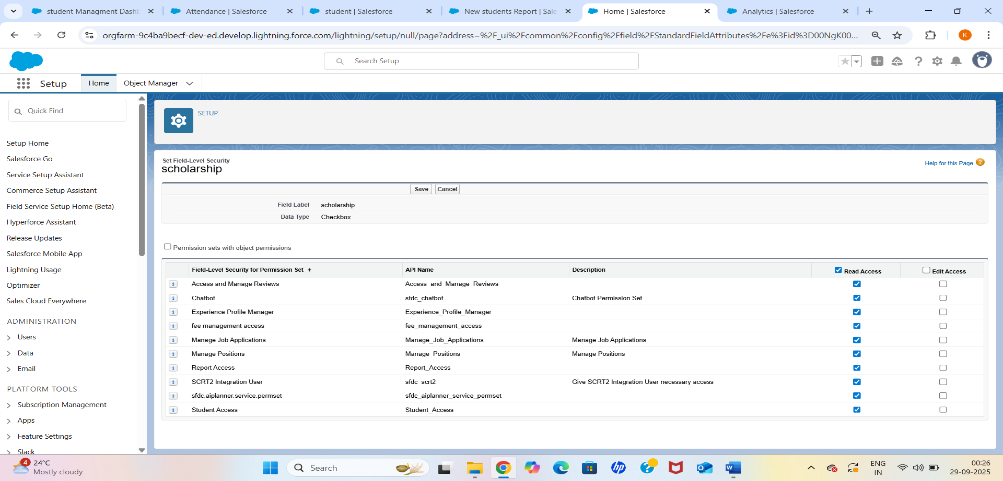 student Managment Dash
Attendance | Salesforce
student | Salesforce
New students Report | Sale
Home | Salesforce
Analytics | Salesforce
orgfarm-9c4ba9becf-dev-ed.develop.lightning.force.com/lightning/setup/null/page?address=%2F_ui%2Fcommon%2Fconfig%2Ffield%2FStandardFieldAttributes%2Fe%3Fid%3D00NgK00...
K
Search Setup
Setup
Home
Object Manager
Quick Find
Setup Home
Salesforce Go
Service Setup Assistant
Commerce Setup Assistant
Field Service Setup Home (Beta)
Hyperforce Assistant
Release Updates
Salesforce Mobile App
Lightning Usage
Optimizer
Sales Cloud Everywhere
ADMINISTRATION
Users
Data
Email
PLATFORM TOOLS
Subscription Management
Apps
Feature Settings
Slack
SETUP
Set Field-Level Security
scholarship
Help for this Page
Save Cancel
Field Label scholarship
Data Type Checkbox
Permission sets with object permissions
Field-Level Security for Permission Set API Name Description Read Access Edit Access
Access and Manage Reviews Access_and_Manage_Reviews
Chatbot sfdc_chatbot Chatbot Permission Set
Experience Profile Manager Experience_Profile_Manager
fee management access fee_management_access
Manage Job Applications Manage_Job_Applications Manage Job Applications
Manage Positions Manage_Positions Manage Positions
Report Access Report_Access
SCRT2 Integration User sfdc_scrt2 Give SCRT2 Integration User necessary access
sfdc.aiplanner.service.permset sfdc_aiplanner_service_permset
Student Access Student_Access
4
24°C
Mostly cloudy
Search
ENG
IN
00:26
29-09-2025